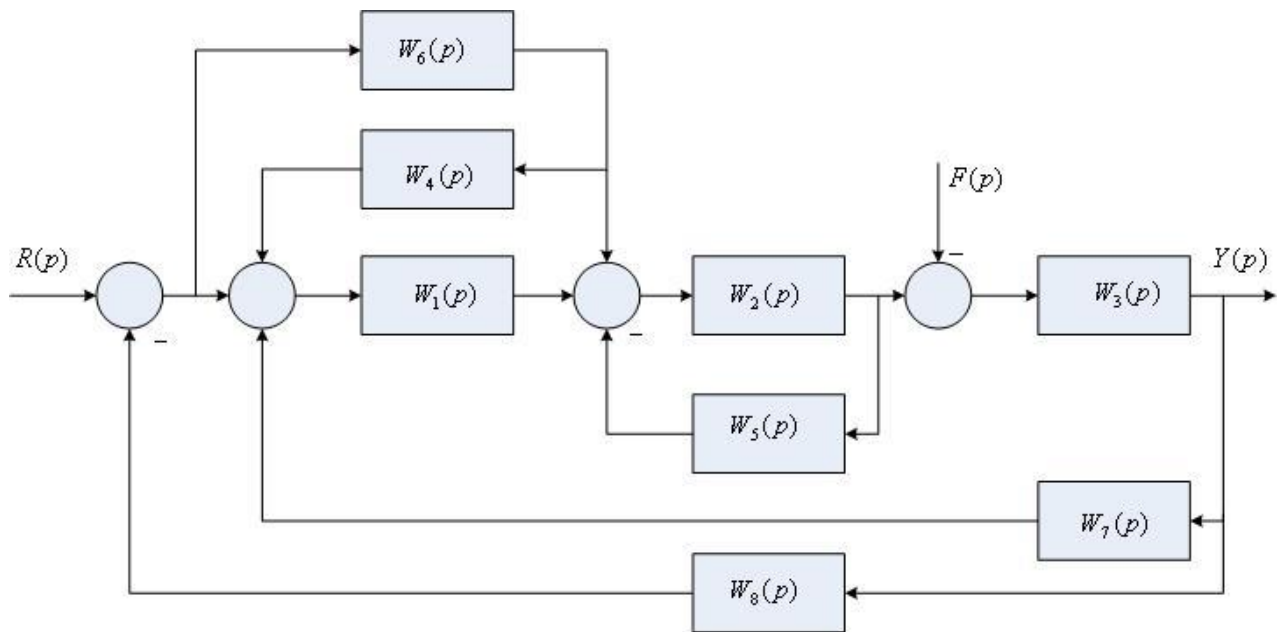 W₆(p)
W₄(p)
F(p)
R(p)
Y(p)
W₁(p)
W₂(p)
W₃(p)
−
−
−
W₅(p)
W₇(p)
W₈(p)